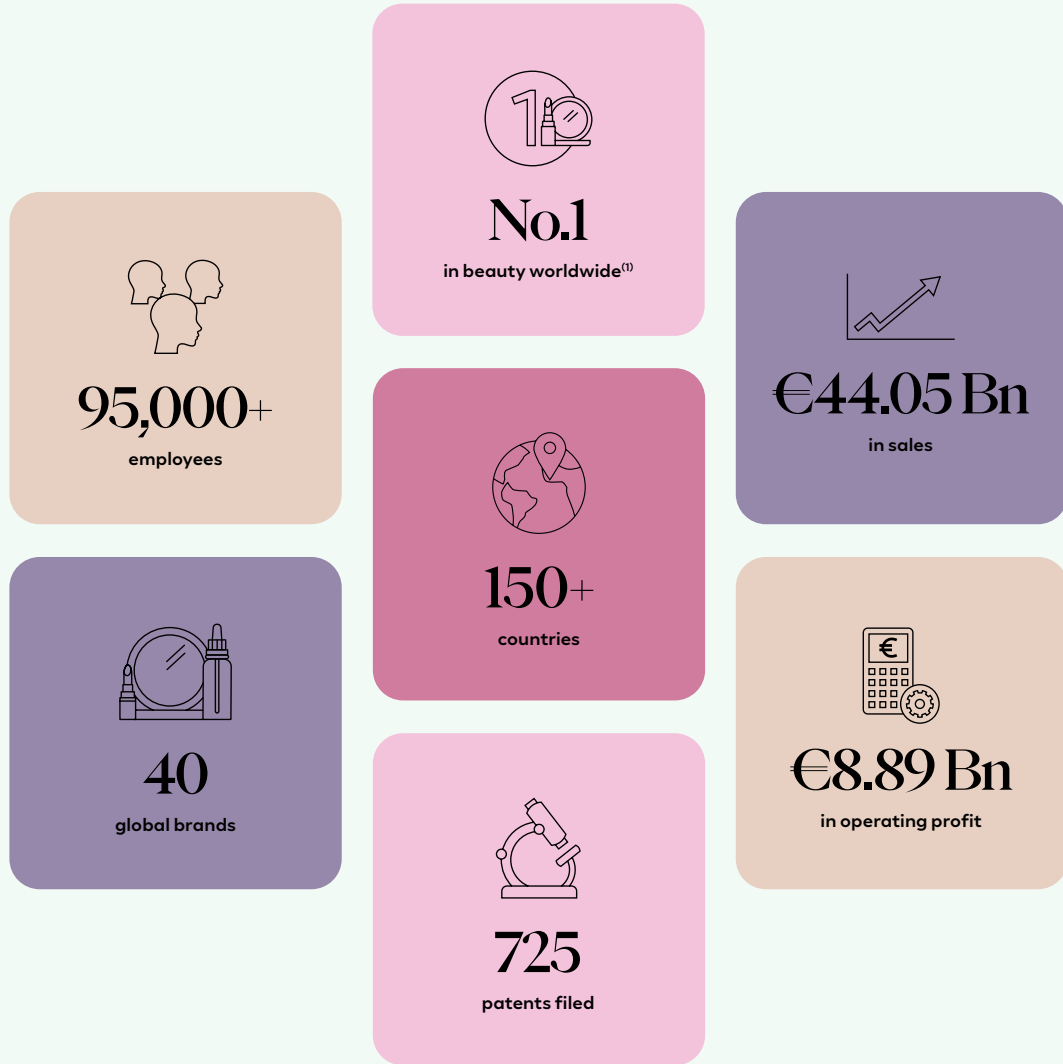 1
No.1
in beauty worldwide(1)
95,000+
employees
€44.05 Bn
in sales
150+
countries
40
global brands
€
€8.89 Bn
in operating profit
725
patents filed